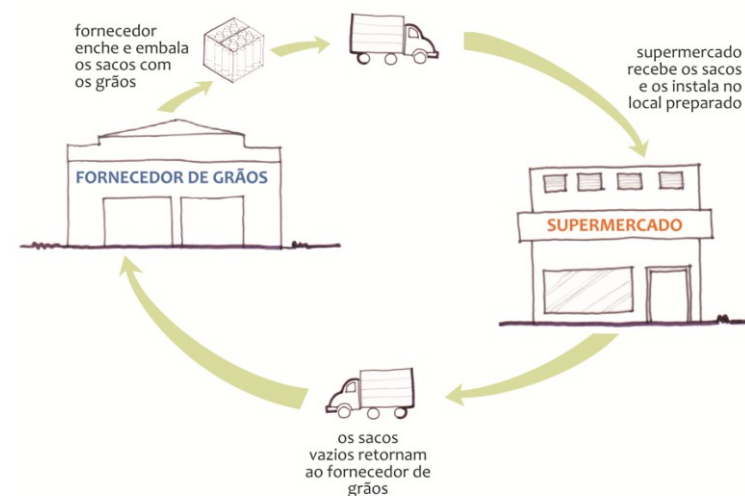 fornecedor
enche e embala
os sacos com
os grãos
supermercado
recebe os sacos
e os instala no
local preparado
FORNECEDOR DE GRÃOS
SUPERMERCADO
os sacos
vazios retornam
ao fornecedor de
grãos